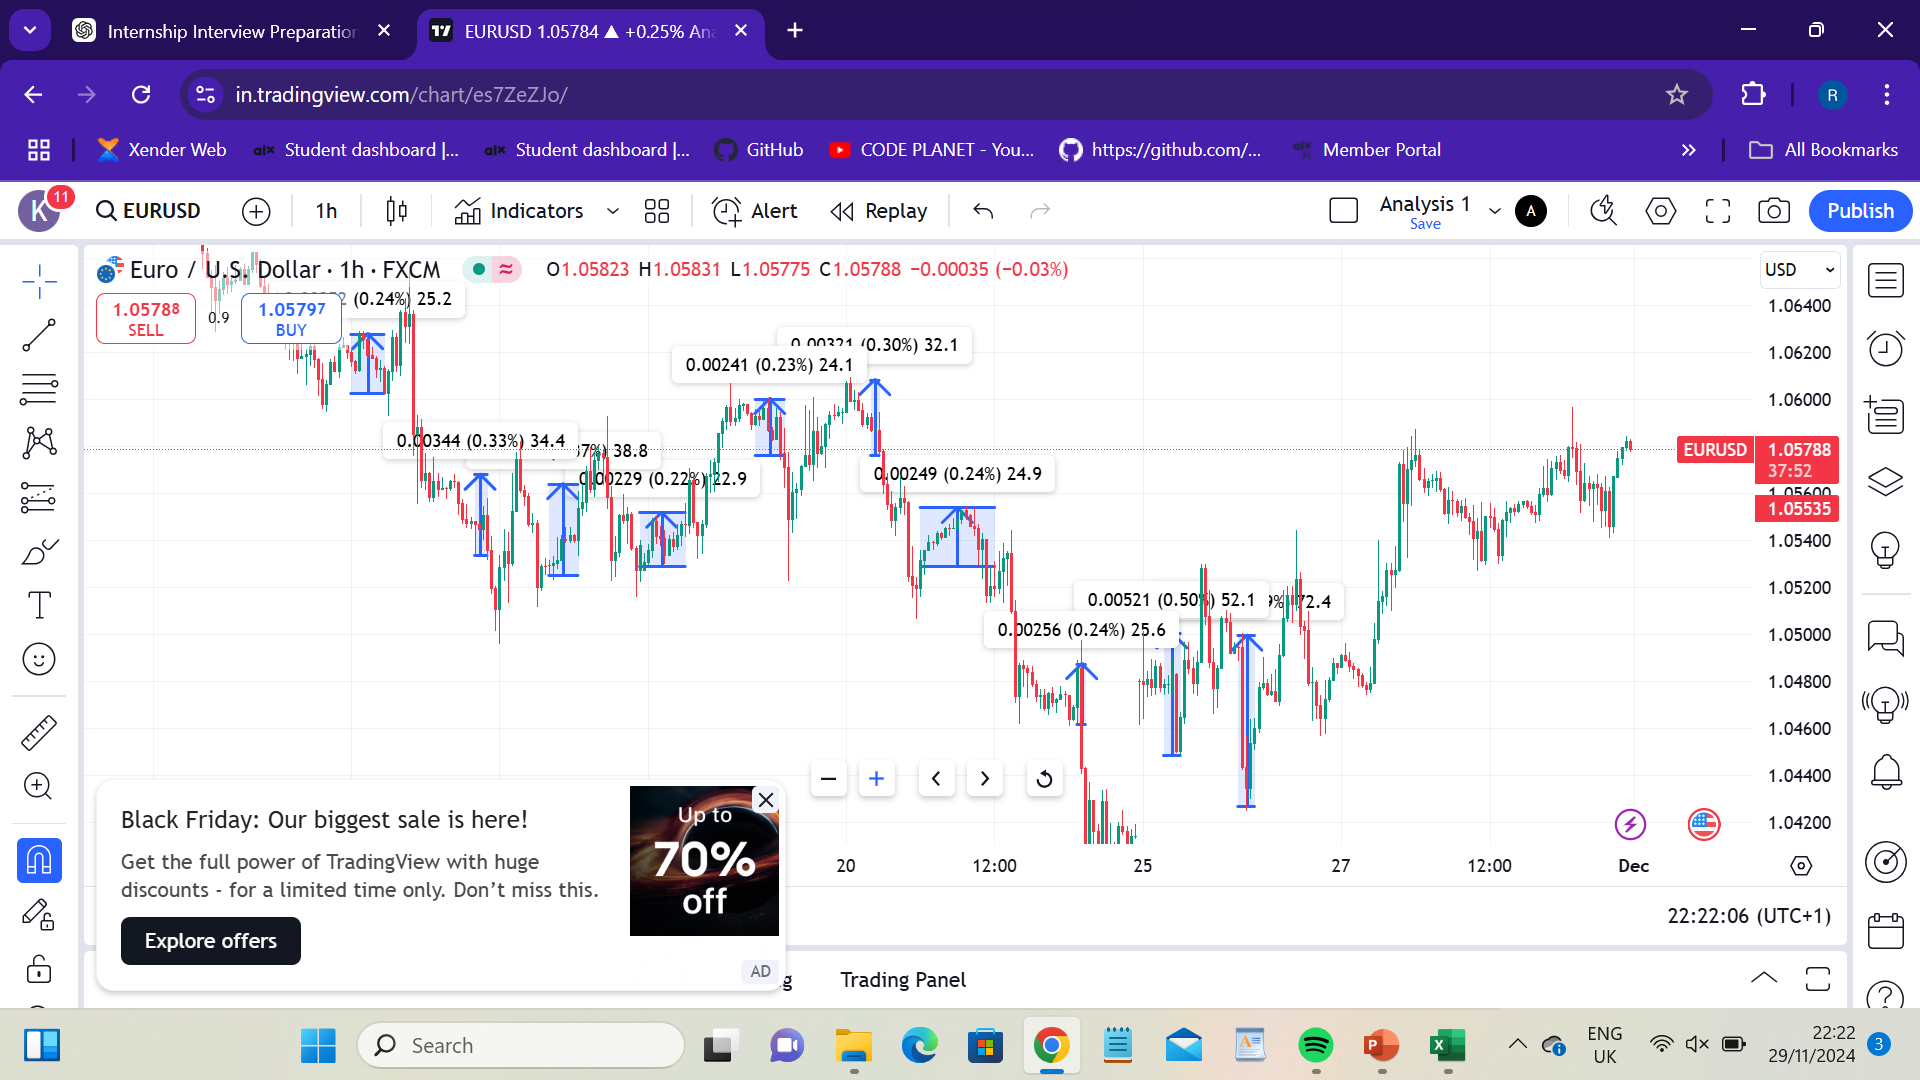 Internship Interview Preparation
EURUSD 1.05784 ▲ +0.25% An
in.tradingview.com/chart/es7ZeZJo/
R
Xender Web
Student dashboard |...
Student dashboard |...
GitHub
CODE PLANET - You...
https://github.com/...
Member Portal
All Bookmarks
K
11
EURUSD
1h
Indicators
Alert
Replay
Analysis 1
Save
A
Publish
Euro / U.S. Dollar · 1h · FXCM
O1.05823 H1.05831 L1.05775 C1.05788 −0.00035 (−0.03%)
USD
1.05788
SELL
0.9
1.05797
BUY
(0.24%) 25.2
0.00321 (0.30%) 32.1
0.00241 (0.23%) 24.1
0.00344 (0.33%) 34.4
37%) 38.8
0.00229 (0.22%) 22.9
0.00249 (0.24%) 24.9
0.00521 (0.50%) 52.1
9%) 72.4
0.00256 (0.24%) 25.6
1.06400
1.06200
1.06000
EURUSD
1.05788
37:52
1.05600
1.05535
1.05400
1.05200
1.05000
1.04800
1.04600
1.04400
1.04200
20
12:00
25
27
12:00
Dec
22:22:06 (UTC+1)
Black Friday: Our biggest sale is here!
Get the full power of TradingView with huge
discounts - for a limited time only. Don't miss this.
Explore offers
Up to
70%
off
AD
Trading Panel
Search
ENG
UK
22:22
29/11/2024
3